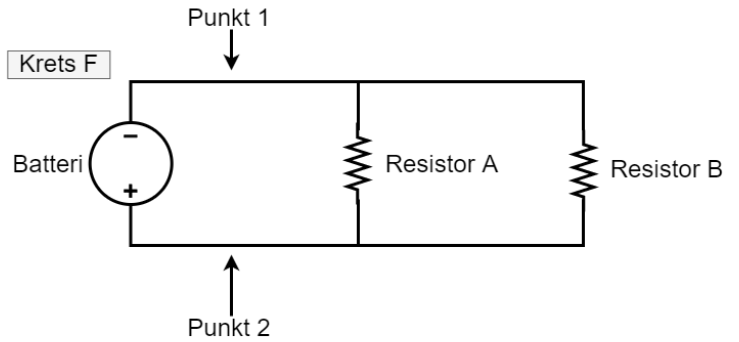 Punkt 1
Krets F
−
Batteri
+
Resistor A
Resistor B
Punkt 2